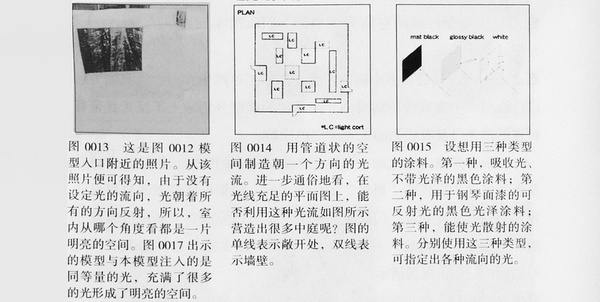 PLAN
LC
LC
LC
LC
LC
LC
LC
LC
LC
LC
LC
LC
LC
*LC=light cort
mat black
glossy black
white
图 0013 这是图 0012 模
型入口附近的照片。从该
照片便可得知，由于没有
设定光的流向，光朝着所
有的方向反射，所以，室
内从哪个角度看都是一片
明亮的空间。图 0017 出示
的模型与本模型注入的是
同等量的光，充满了很多
的光形成了明亮的空间。
图 0014 用管道状的空
间制造朝一个方向的光
流。进一步通俗地看，在
光线充足的平面图上，能
否利用这种光流如图所示
营造出很多中庭呢？图的
单线表示敞开处，双线表
示墙壁。
图 0015 设想用三种类型
的涂料。第一种，吸收光、
不带光泽的黑色涂料；第
二种，用于钢琴面漆的可
反射光的黑色光泽涂料；
第三种，能使光散射的涂
料。分别使用这三种类型，
可指定出各种流向的光。